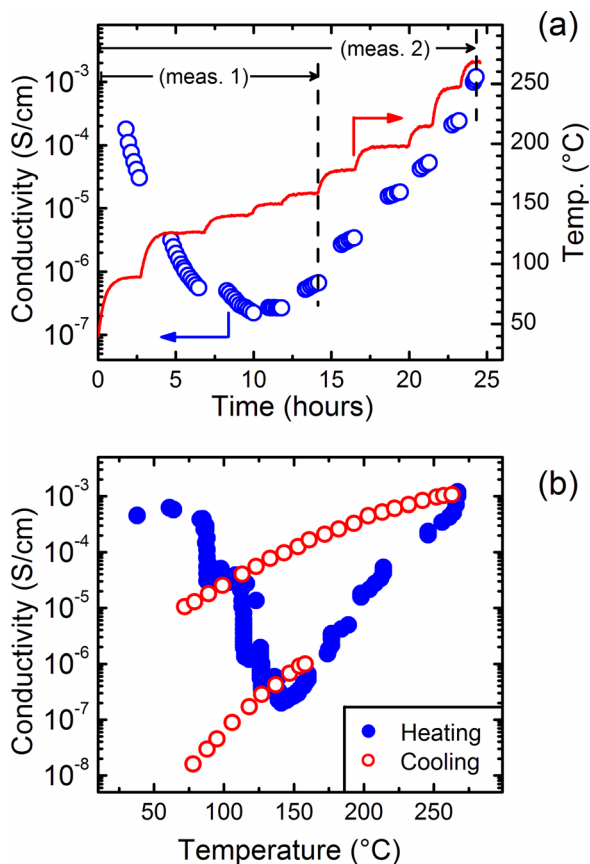 (a)
(meas. 2)
(meas. 1)
Conductivity (S/cm)
10⁻³
10⁻⁴
10⁻⁵
10⁻⁶
10⁻⁷
250
200
150
100
50
Temp. (°C)
0 5 10 15 20 25
Time (hours)
(b)
Conductivity (S/cm)
10⁻³
10⁻⁴
10⁻⁵
10⁻⁶
10⁻⁷
10⁻⁸
Heating
Cooling
50 100 150 200 250
Temperature (°C)